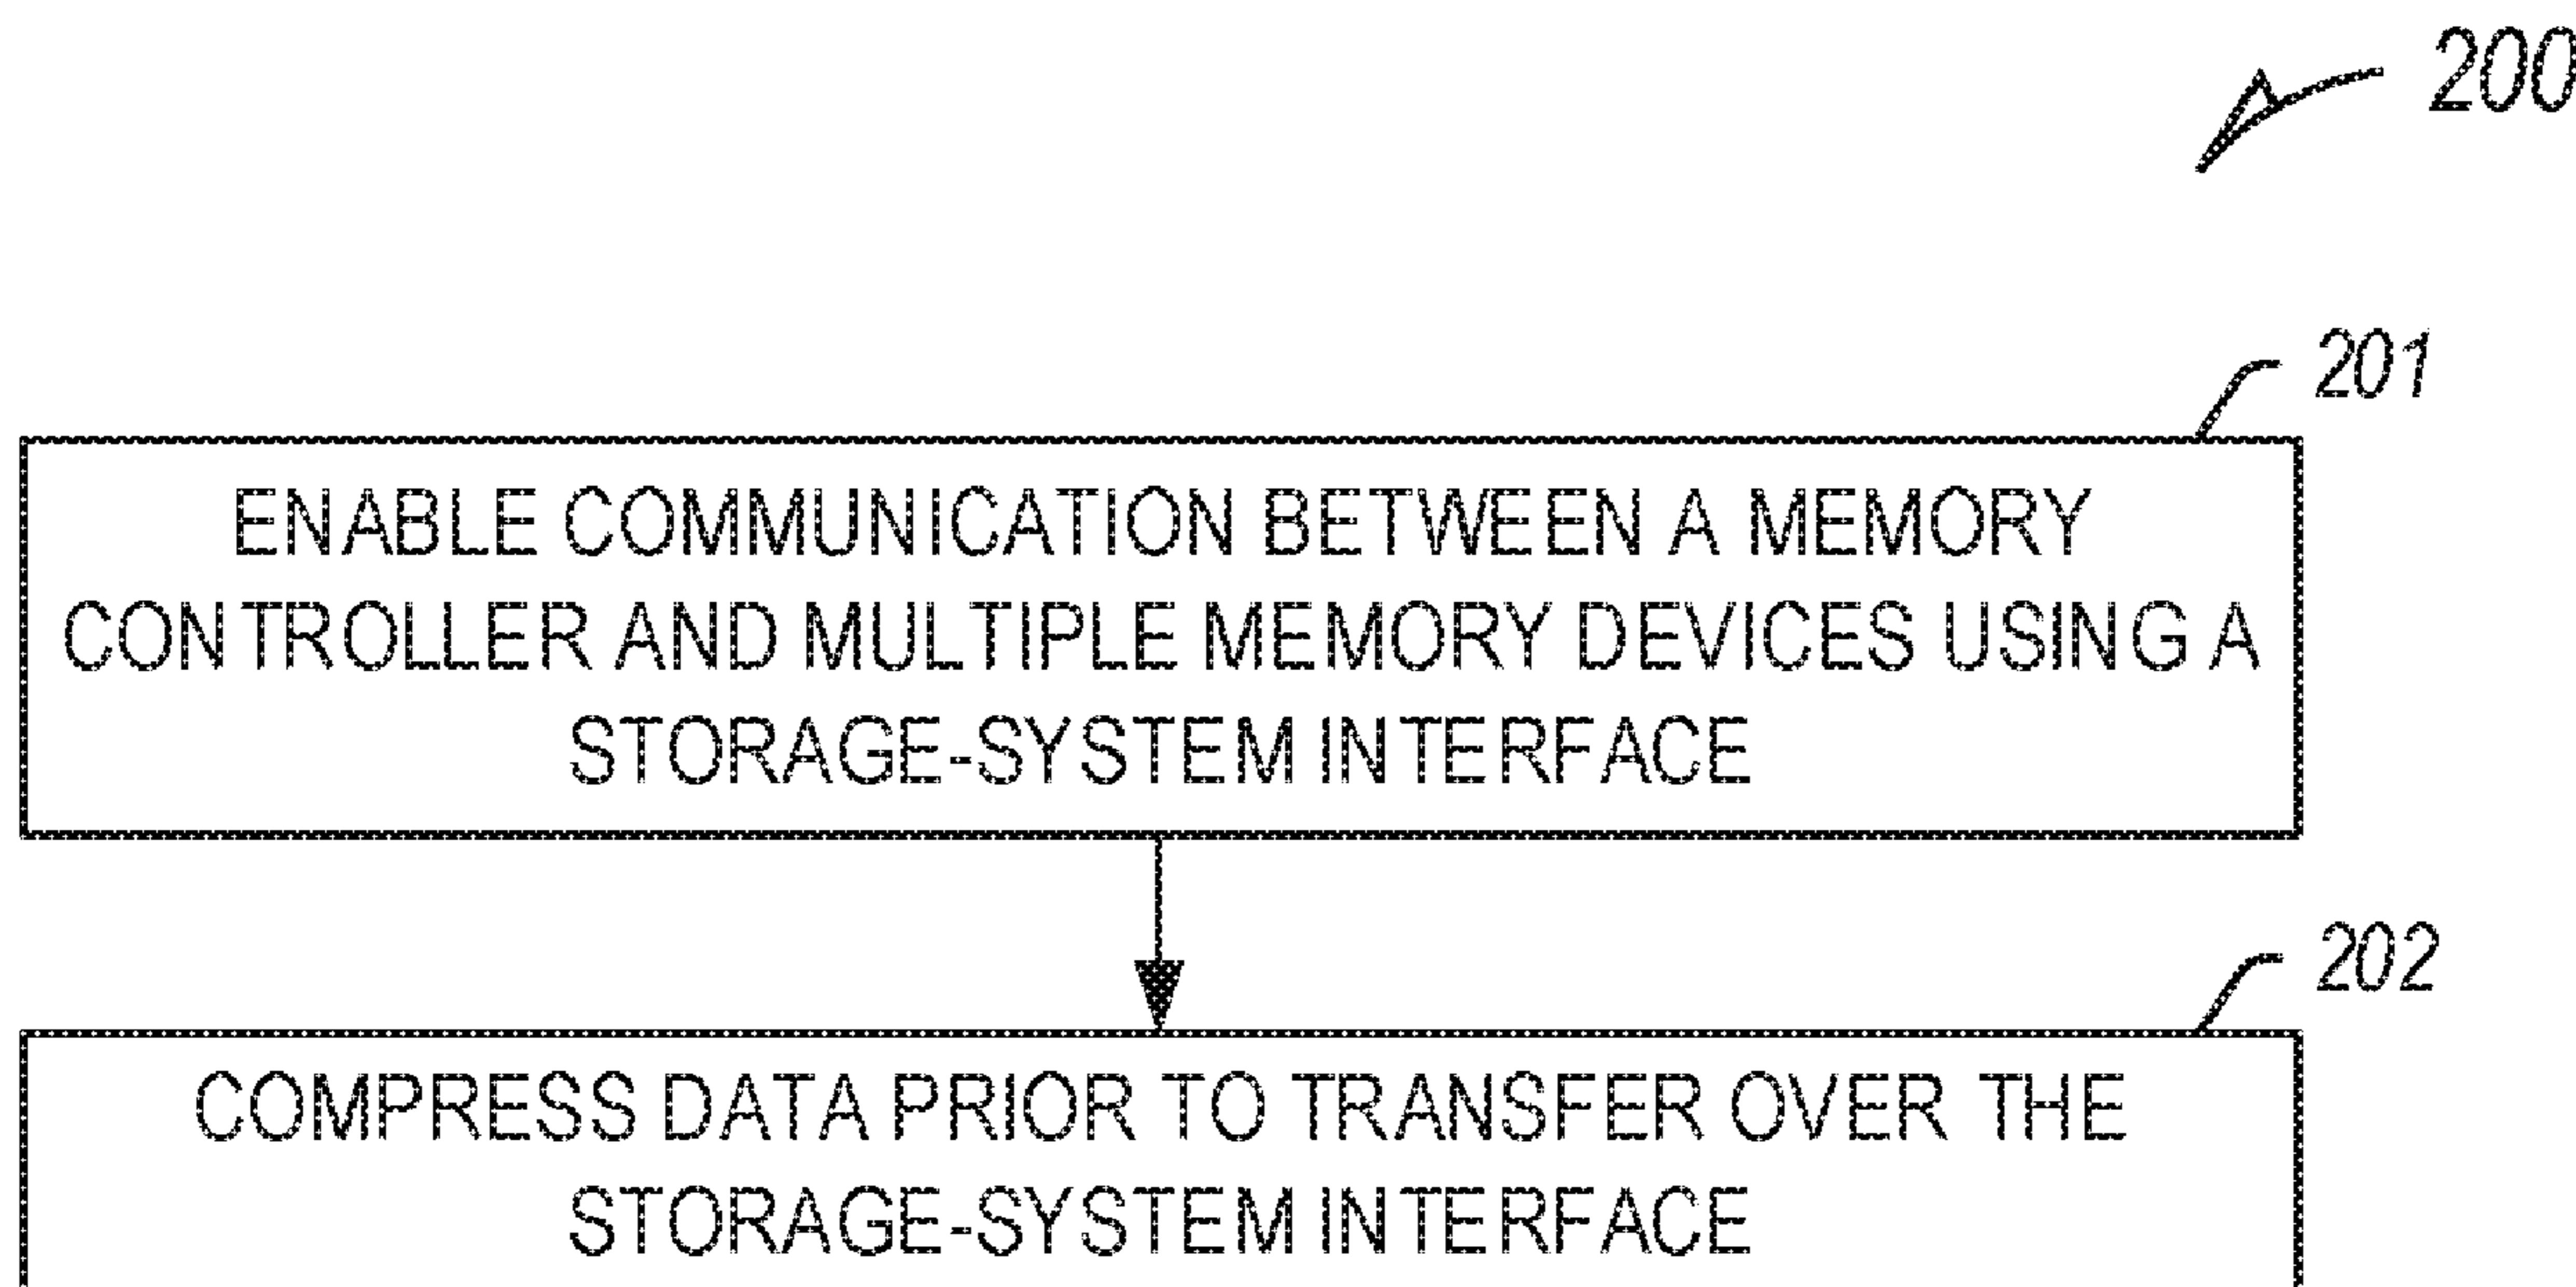 200
201
ENABLE COMMUNICATION BETWEEN A MEMORY
CONTROLLER AND MULTIPLE MEMORY DEVICES USING A
STORAGE-SYSTEM INTERFACE
202
COMPRESS DATA PRIOR TO TRANSFER OVER THE
STORAGE-SYSTEM INTERFACE